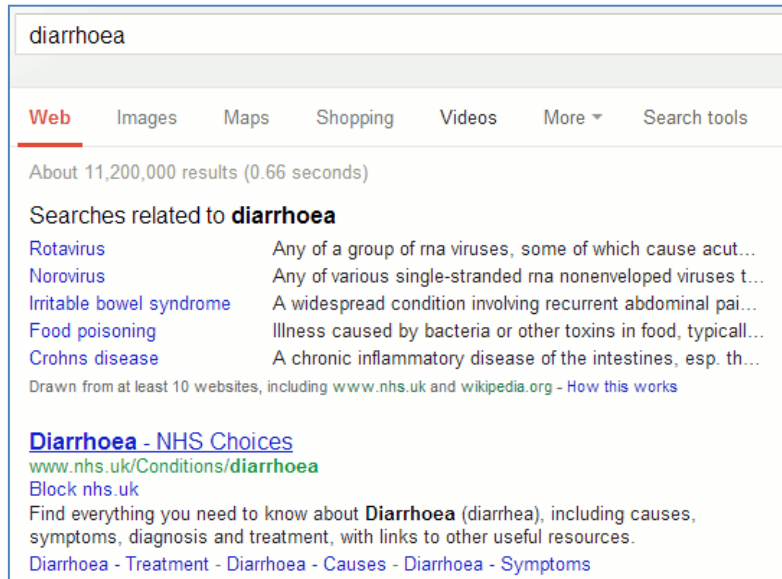 diarrhoea
Web Images Maps Shopping Videos More Search tools
About 11,200,000 results (0.66 seconds)
Searches related to diarrhoea
Rotavirus Any of a group of rna viruses, some of which cause acut...
Norovirus Any of various single-stranded rna nonenveloped viruses t...
Irritable bowel syndrome A widespread condition involving recurrent abdominal pai...
Food poisoning Illness caused by bacteria or other toxins in food, typicall...
Crohns disease A chronic inflammatory disease of the intestines, esp. th...
Drawn from at least 10 websites, including www.nhs.uk and wikipedia.org - How this works
Diarrhoea - NHS Choices
www.nhs.uk/Conditions/diarrhoea
Block nhs.uk
Find everything you need to know about Diarrhoea (diarrhea), including causes,
symptoms, diagnosis and treatment, with links to other useful resources.
Diarrhoea - Treatment - Diarrhoea - Causes - Diarrhoea - Symptoms